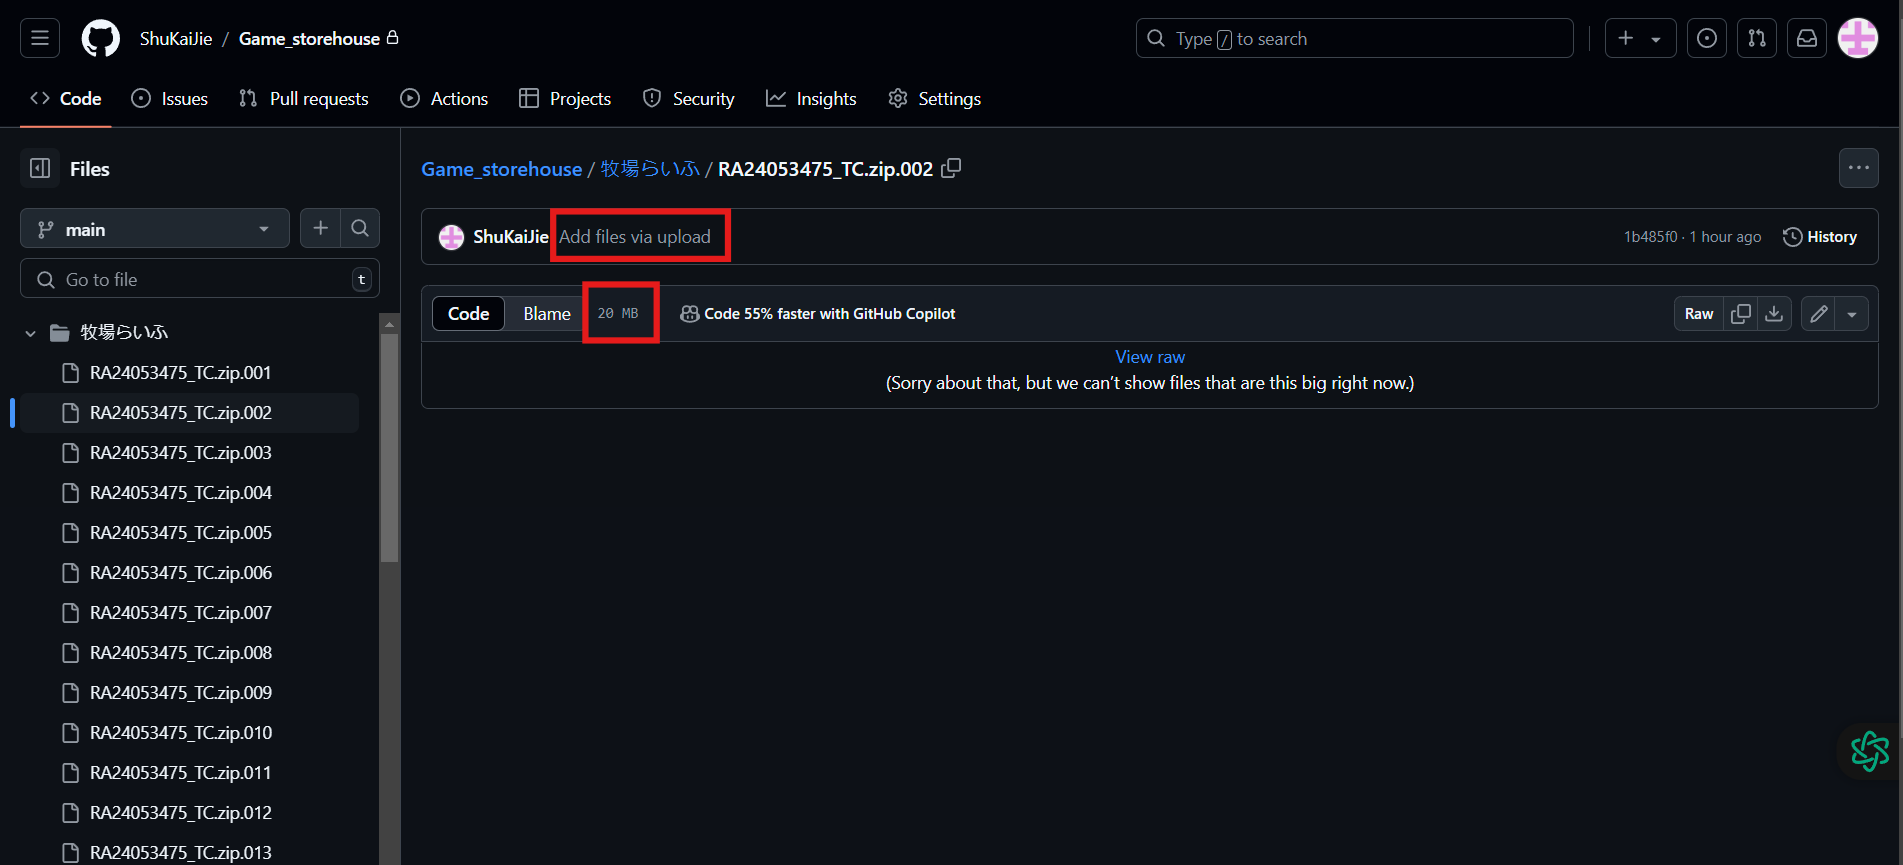 ShuKaiJie / Game_storehouse
Type / to search
Code
Issues
Pull requests
Actions
Projects
Security
Insights
Settings
Files
main
Go to file
t
牧場らいふ
RA24053475_TC.zip.001
RA24053475_TC.zip.002
RA24053475_TC.zip.003
RA24053475_TC.zip.004
RA24053475_TC.zip.005
RA24053475_TC.zip.006
RA24053475_TC.zip.007
RA24053475_TC.zip.008
RA24053475_TC.zip.009
RA24053475_TC.zip.010
RA24053475_TC.zip.011
RA24053475_TC.zip.012
RA24053475_TC.zip.013
Game_storehouse / 牧場らいふ / RA24053475_TC.zip.002
ShuKaiJie Add files via upload
1b485f0 · 1 hour ago
History
Code
Blame
20 MB
Code 55% faster with GitHub Copilot
Raw
View raw
(Sorry about that, but we can’t show files that are this big right now.)